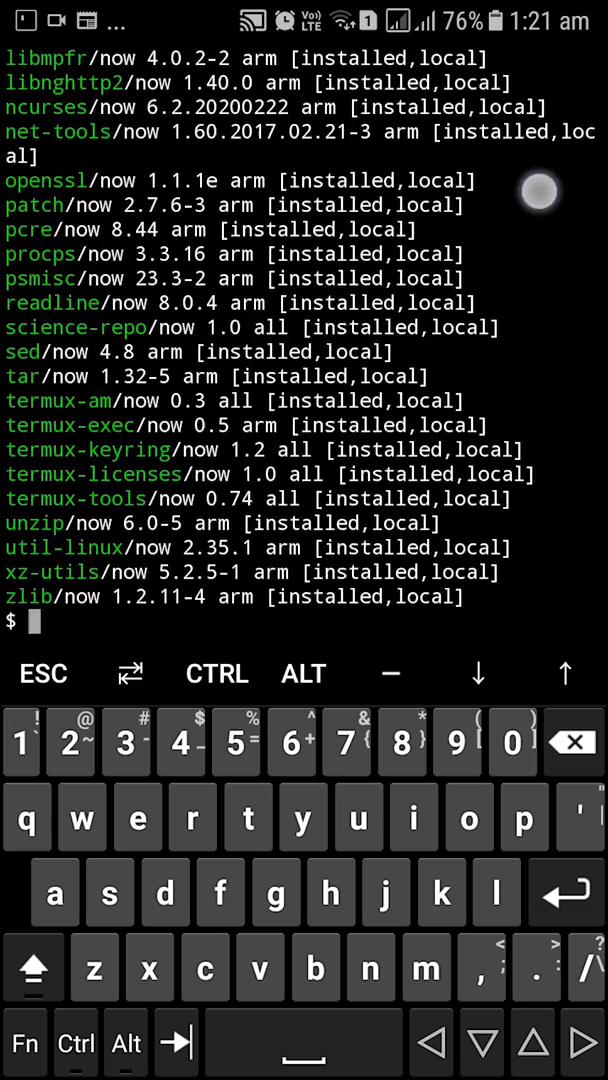 ... Vo)) LTE 1 76% 1:21 am
libmpfr/now 4.0.2-2 arm [installed,local]
libnghttp2/now 1.40.0 arm [installed,local]
ncurses/now 6.2.20200222 arm [installed,local]
net-tools/now 1.60.2017.02.21-3 arm [installed,loc
al]
openssl/now 1.1.1e arm [installed,local]
patch/now 2.7.6-3 arm [installed,local]
pcre/now 8.44 arm [installed,local]
procps/now 3.3.16 arm [installed,local]
psmisc/now 23.3-2 arm [installed,local]
readline/now 8.0.4 arm [installed,local]
science-repo/now 1.0 all [installed,local]
sed/now 4.8 arm [installed,local]
tar/now 1.32-5 arm [installed,local]
termux-am/now 0.3 all [installed,local]
termux-exec/now 0.5 arm [installed,local]
termux-keyring/now 1.2 all [installed,local]
termux-licenses/now 1.0 all [installed,local]
termux-tools/now 0.74 all [installed,local]
unzip/now 6.0-5 arm [installed,local]
util-linux/now 2.35.1 arm [installed,local]
xz-utils/now 5.2.5-1 arm [installed,local]
zlib/now 1.2.11-4 arm [installed,local]
$
ESC ⇄ CTRL ALT — ↓ ↑
! @ # $ % ^ & * ( )
1 2 3 4 5 6 7 8 9 0
` ~ - _ = + { } [ ]
q w e r t y u i o p ' " |
a s d f g h j k l
z x c v b n m , < ; . > : / ? \
Fn Ctrl Alt